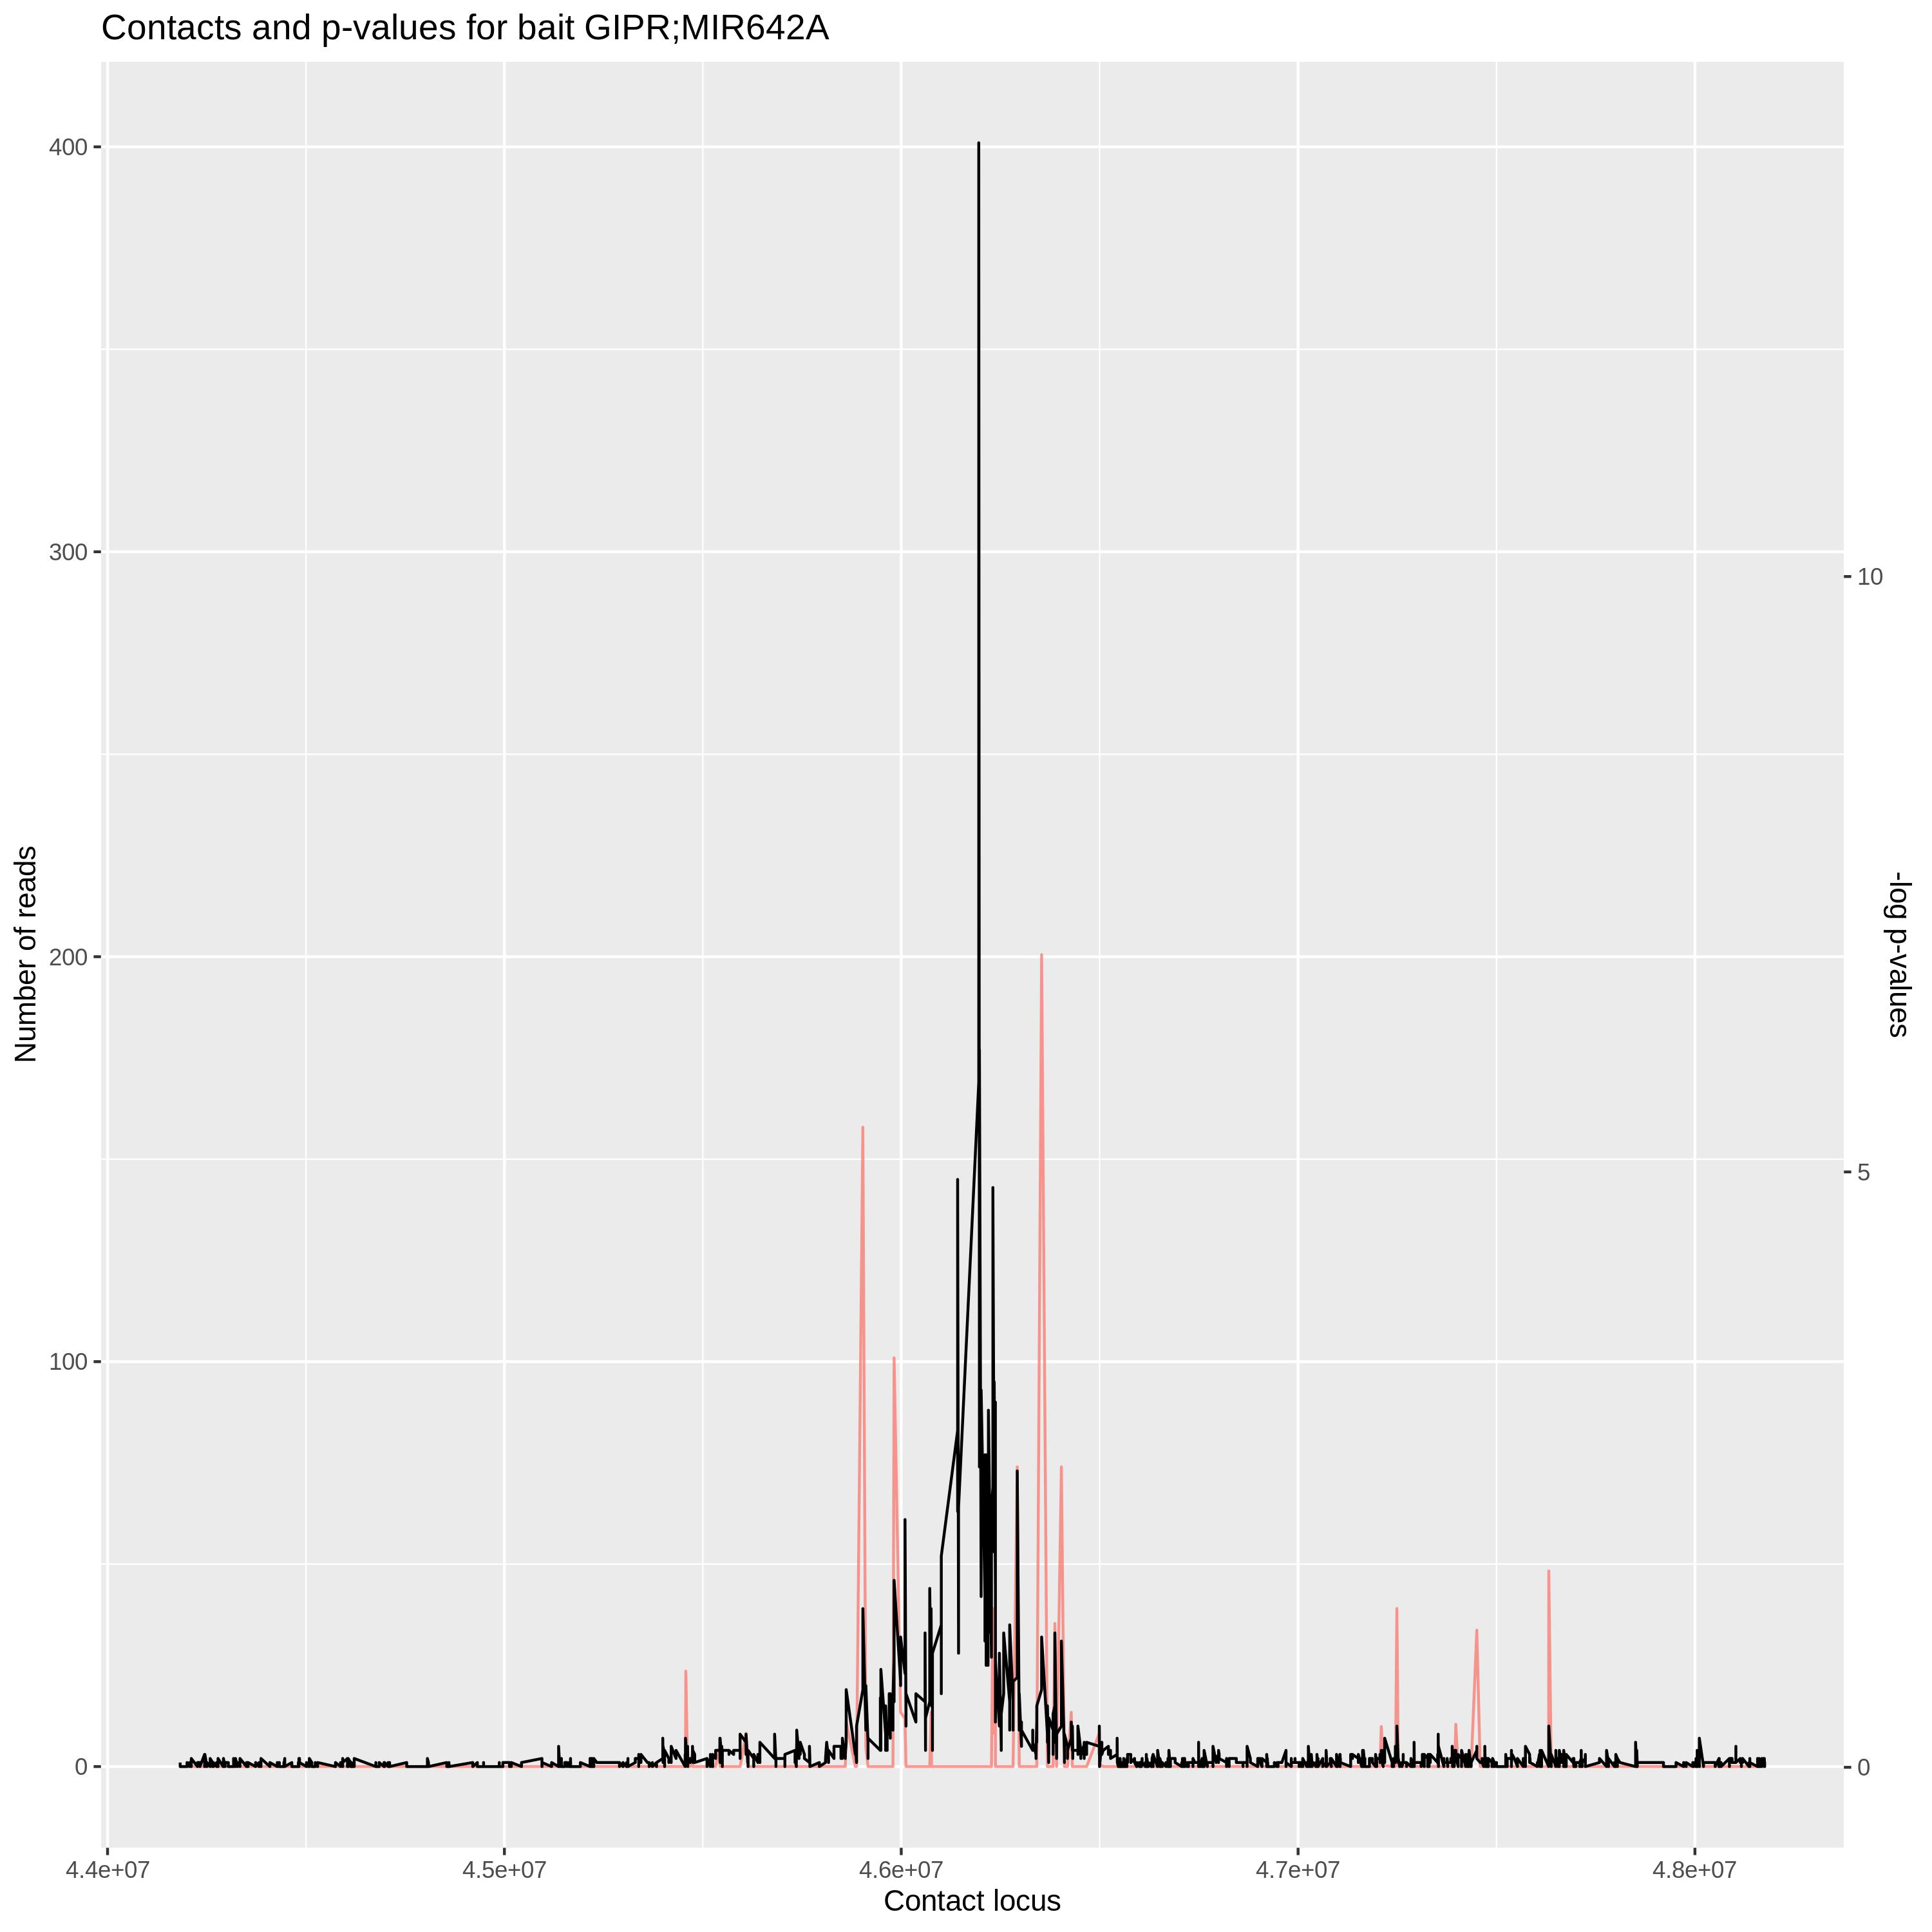 Contacts and p-values for bait GIPR;MIR642A
400
300
200
100
0
Number of reads
10
5
0
-log p-values
4.4e+07
4.5e+07
4.6e+07
4.7e+07
4.8e+07
Contact locus